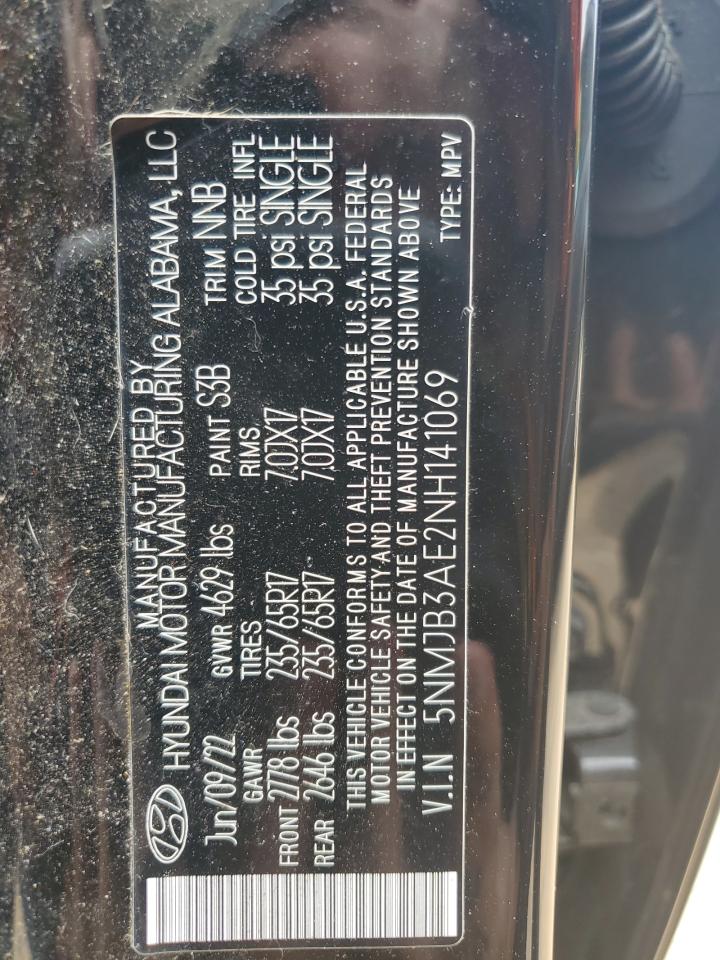 MANUFACTURED BY
HYUNDAI MOTOR MANUFACTURING ALABAMA, LLC
Jun/09/22 GVWR 4629 lbs PAINT S3B TRIM NNB
GAWR TIRES RIMS COLD TIRE INFL
FRONT 2778 lbs 235/65R17 7.0JX17 35 psi SINGLE
REAR 2646 lbs 235/65R17 7.0JX17 35 psi SINGLE
THIS VEHICLE CONFORMS TO ALL APPLICABLE U.S.A. FEDERAL
MOTOR VEHICLE SAFETY AND THEFT PREVENTION STANDARDS
IN EFFECT ON THE DATE OF MANUFACTURE SHOWN ABOVE
V.I.N 5NMJB3AE2NH141069 TYPE: MPV